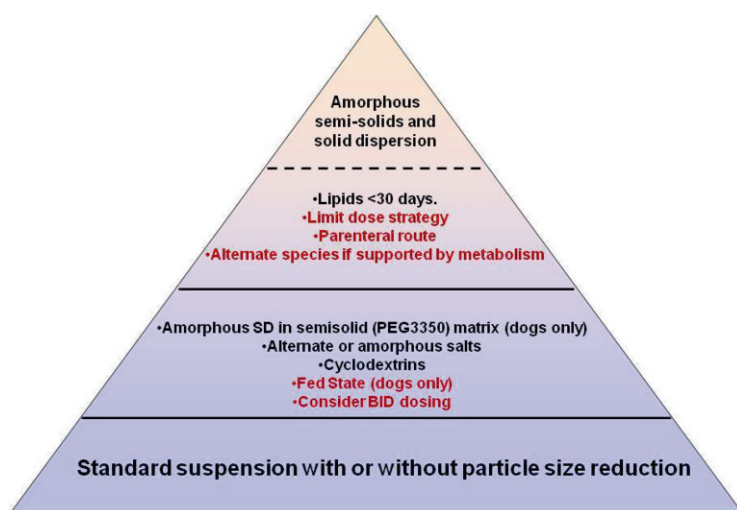 Amorphous
semi-solids and
solid dispersion
•Lipids <30 days.
•Limit dose strategy
•Parenteral route
•Alternate species if supported by metabolism
•Amorphous SD in semisolid (PEG3350) matrix (dogs only)
•Alternate or amorphous salts
•Cyclodextrins
•Fed State (dogs only)
•Consider BID dosing
Standard suspension with or without particle size reduction